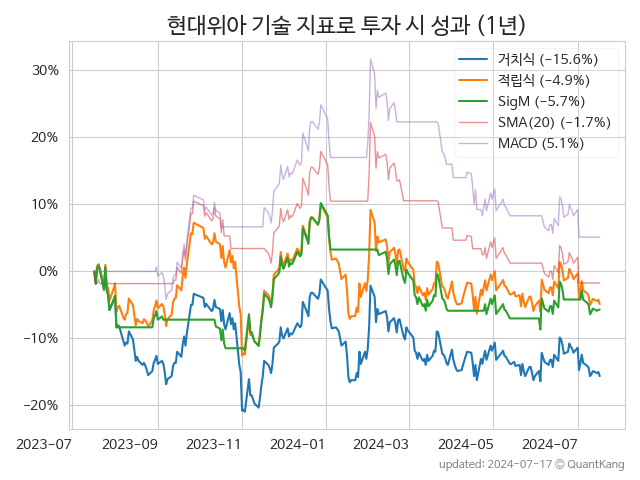 현대위아 기술 지표로 투자 시 성과 (1년)
거치식 (−15.6%)
적립식 (−4.9%)
SigM (−5.7%)
SMA(20) (−1.7%)
MACD (5.1%)
30%
20%
10%
0%
−10%
−20%
2023−07
2023−09
2023−11
2024−01
2024−03
2024−05
2024−07
updated: 2024-07-17 © QuantKang